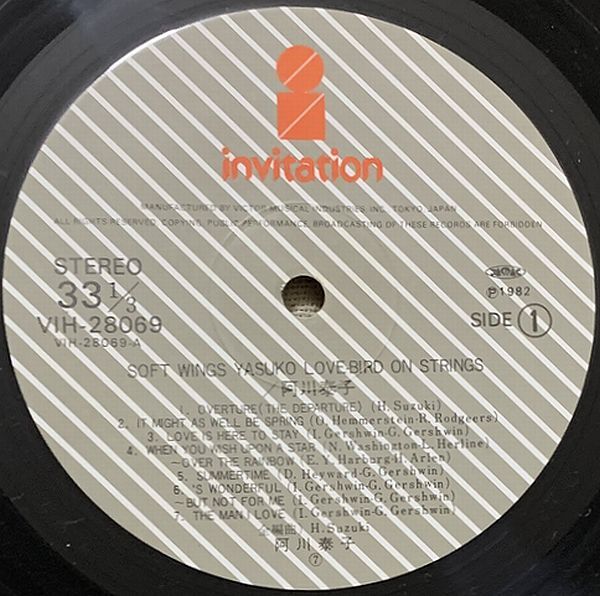 invitation
MANUFACTURED BY VICTOR MUSICAL INDUSTRIES, INC., TOKYO, JAPAN
ALL RIGHTS RESERVED. COPYING, PUBLIC PERFORMANCE, BROADCASTING OF THESE RECORDS ARE FORBIDDEN
STEREO
33 1/3
VIH-28069
VIH-28069-A
℗1982
SIDE 1
SOFT WINGS YASUKO LOVE-BIRD ON STRINGS
/阿川泰子
1. OVERTURE(THE DEPARTURE) (H. Suzuki)
2. IT MIGHT AS WELL BE SPRING (O. Hemmerstein-R. Rodgeers)
3. LOVE IS HERE TO STAY (I. Gershwin-G. Gershwin)
4. WHEN YOU WISH UPON A STAR (N. Washionton-L. Herline)
~OVER THE RAINBOW (E. Y. Harburg-H. Arlen)
5. SUMMERTIME (D. Heyward-G. Gershwin)
6. 'S WONDERFUL (I. Gershwin-G. Gershwin)
~BUT NOT FOR ME (I. Gershwin-G. Gershwin)
7. THE MAN I LOVE (I. Gershwin-G. Gershwin)
全編曲) H. Suzuki
阿川泰子
⑦